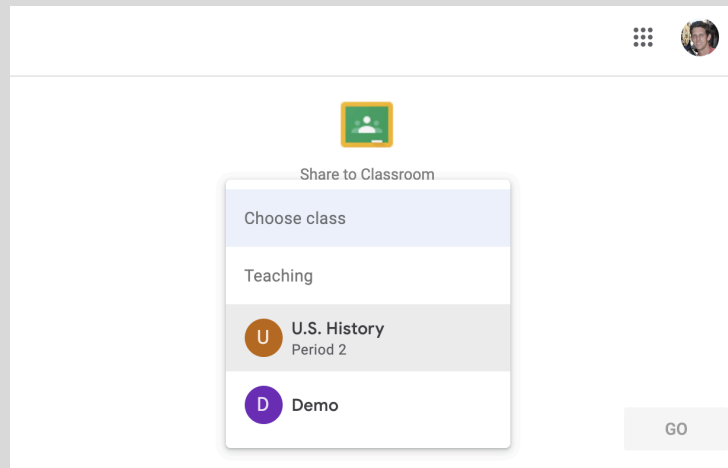 Share to Classroom
Choose class
Teaching
U
U.S. History
Period 2
D
Demo
GO